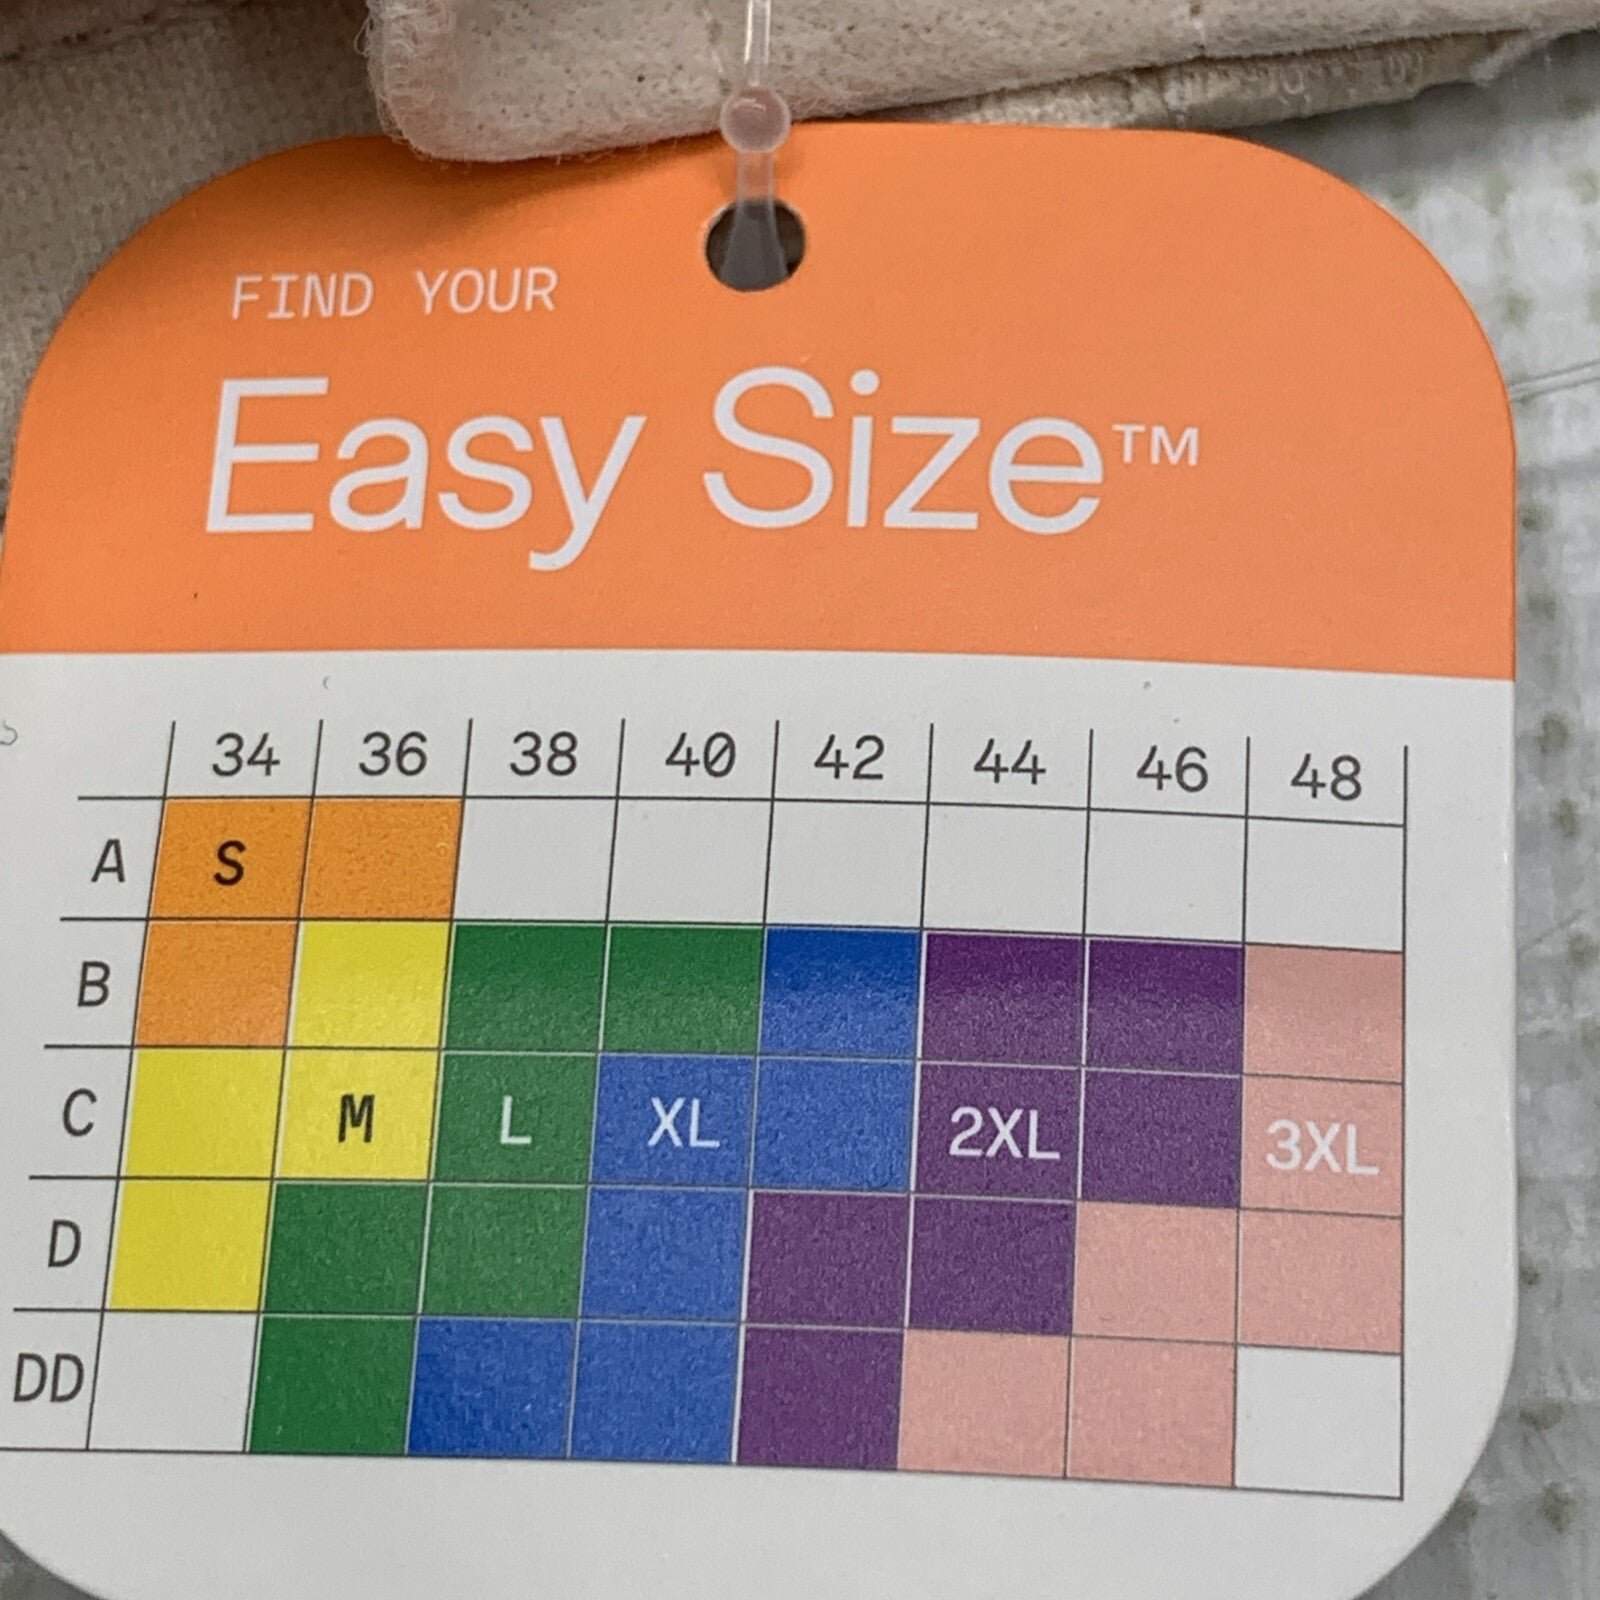 FIND YOUR
Easy Size™
34 36 38 40 42 44 46 48
A S
B
C M L XL 2XL 3XL
D
DD